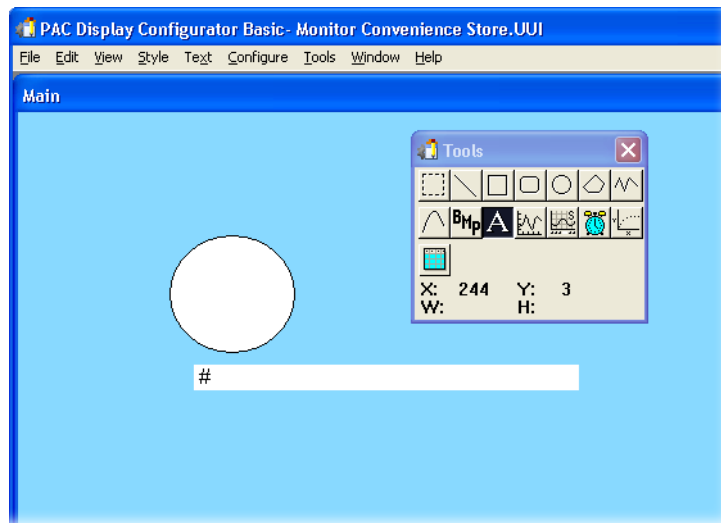 PAC Display Configurator Basic- Monitor Convenience Store.UUI
File Edit View Style Text Configure Tools Window Help
Main
Tools
BMP A
X: 244 Y: 3
W: H:
#